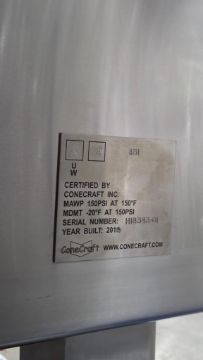 U
W
CERTIFIED BY
CONECRAFT INC.
MAWP 150PSI AT 150°F
MDMT -20°F AT 150PSI
SERIAL NUMBER:
YEAR BUILT: 2018
ConeCraft WWW.CONECRAFT.COM